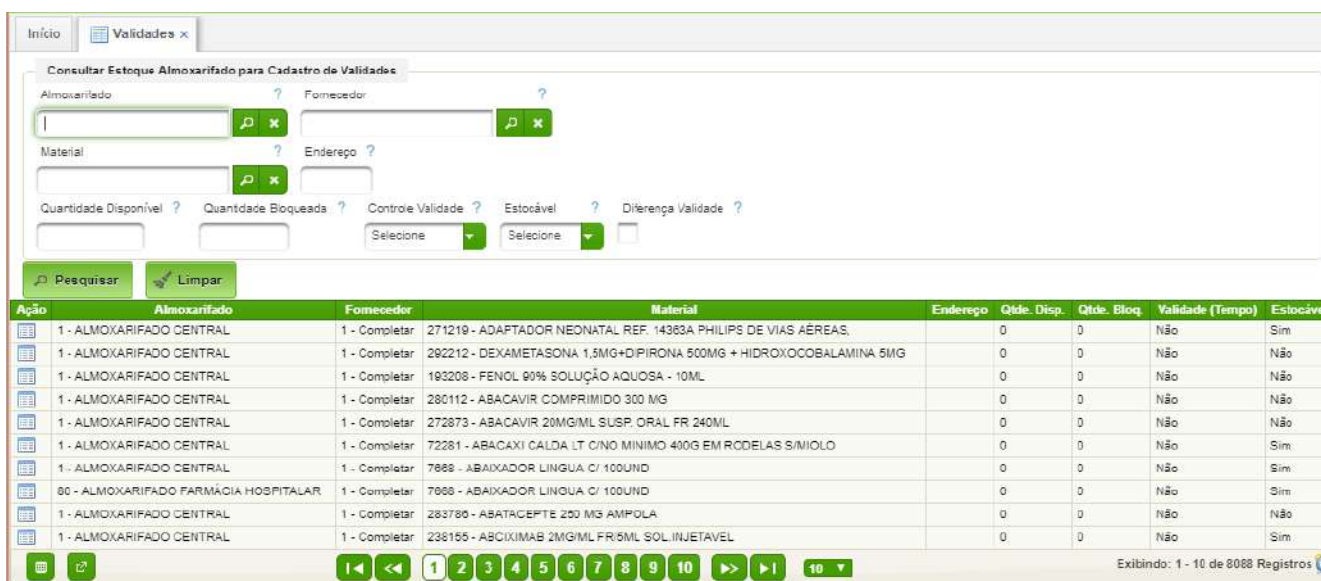 Início Validades x
Consultar Estoque Almoxarifado para Cadastro de Validades
Almoxarifado ? Fornecedor ?
Material ? Endereço ?
Quantidade Disponível ? Quantidade Bloqueada ? Controle Validade ? Estocável ? Diferença Validade ?
Selecione Selecione
Pesquisar Limpar
Ação Almoxarifado Fornecedor Material Endereço Qtde. Disp. Qtde. Bloq. Validade (Tempo) Estocáve
1 - ALMOXARIFADO CENTRAL 1 - Completar 271219 - ADAPTADOR NEONATAL REF. 14363A PHILIPS DE VIAS AÉREAS, 0 0 Não Sim
1 - ALMOXARIFADO CENTRAL 1 - Completar 292212 - DEXAMETASONA 1,5MG+DIPIRONA 500MG + HIDROXOCOBALAMINA 5MG 0 0 Não Não
1 - ALMOXARIFADO CENTRAL 1 - Completar 193208 - FENOL 90% SOLUÇÃO AQUOSA - 10ML 0 0 Não Não
1 - ALMOXARIFADO CENTRAL 1 - Completar 280112 - ABACAVIR COMPRIMIDO 300 MG 0 0 Não Não
1 - ALMOXARIFADO CENTRAL 1 - Completar 272873 - ABACAVIR 20MG/ML SUSP. ORAL FR 240ML 0 0 Não Não
1 - ALMOXARIFADO CENTRAL 1 - Completar 72281 - ABACAXI CALDA LT C/NO MINIMO 400G EM RODELAS S/MIOLO 0 0 Não Sim
1 - ALMOXARIFADO CENTRAL 1 - Completar 7668 - ABAIXADOR LINGUA C/ 100UND 0 0 Não Sim
80 - ALMOXARIFADO FARMÁCIA HOSPITALAR 1 - Completar 7668 - ABAIXADOR LINGUA C/ 100UND 0 0 Não Sim
1 - ALMOXARIFADO CENTRAL 1 - Completar 283786 - ABATACEPTE 250 MG AMPOLA 0 0 Não Não
1 - ALMOXARIFADO CENTRAL 1 - Completar 238155 - ABCIXIMAB 2MG/ML FR/5ML SOL.INJETAVEL 0 0 Não Sim
1 2 3 4 5 6 7 8 9 10 10 Exibindo: 1 - 10 de 8088 Registros